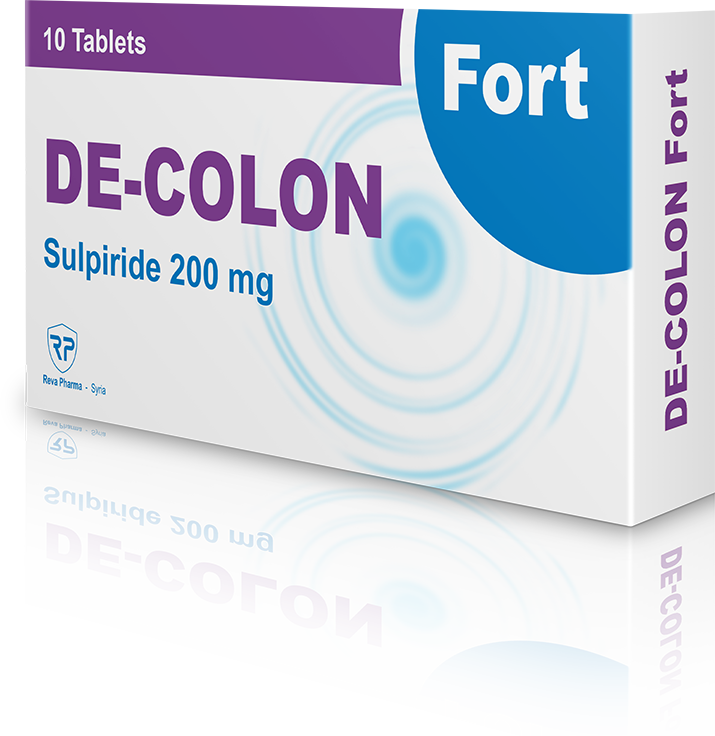 10 Tablets
Fort
DE-COLON
Sulpiride 200 mg
RP
Reva Pharma - Syria
DE-COLON Fort